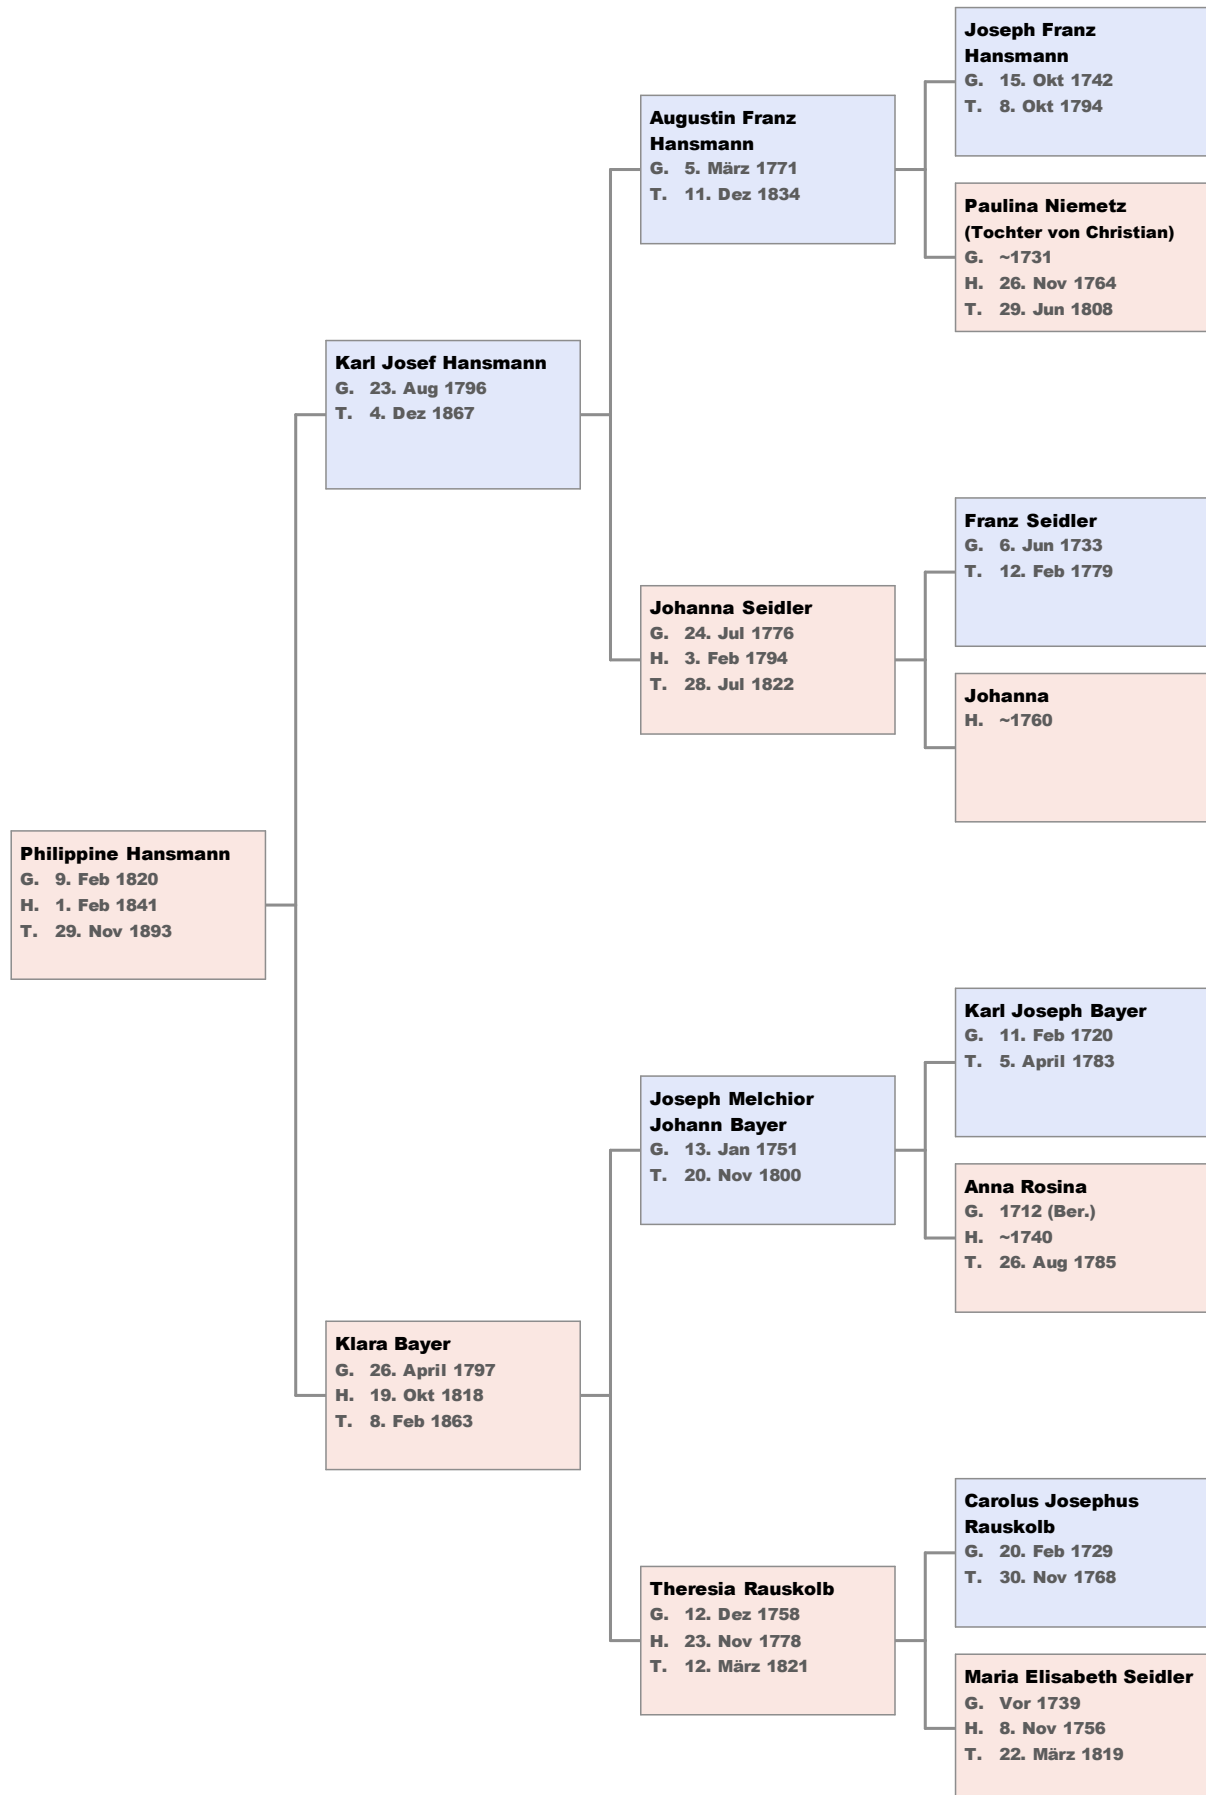 Joseph Franz
Hansmann
G. 15. Okt 1742
T. 8. Okt 1794
Augustin Franz
Hansmann
G. 5. März 1771
T. 11. Dez 1834
Paulina Niemetz
(Tochter von Christian)
G. ~1731
H. 26. Nov 1764
T. 29. Jun 1808
Karl Josef Hansmann
G. 23. Aug 1796
T. 4. Dez 1867
Franz Seidler
G. 6. Jun 1733
T. 12. Feb 1779
Johanna Seidler
G. 24. Jul 1776
H. 3. Feb 1794
T. 28. Jul 1822
Johanna
H. ~1760
Philippine Hansmann
G. 9. Feb 1820
H. 1. Feb 1841
T. 29. Nov 1893
Karl Joseph Bayer
G. 11. Feb 1720
T. 5. April 1783
Joseph Melchior
Johann Bayer
G. 13. Jan 1751
T. 20. Nov 1800
Anna Rosina
G. 1712 (Ber.)
H. ~1740
T. 26. Aug 1785
Klara Bayer
G. 26. April 1797
H. 19. Okt 1818
T. 8. Feb 1863
Carolus Josephus
Rauskolb
G. 20. Feb 1729
T. 30. Nov 1768
Theresia Rauskolb
G. 12. Dez 1758
H. 23. Nov 1778
T. 12. März 1821
Maria Elisabeth Seidler
G. Vor 1739
H. 8. Nov 1756
T. 22. März 1819